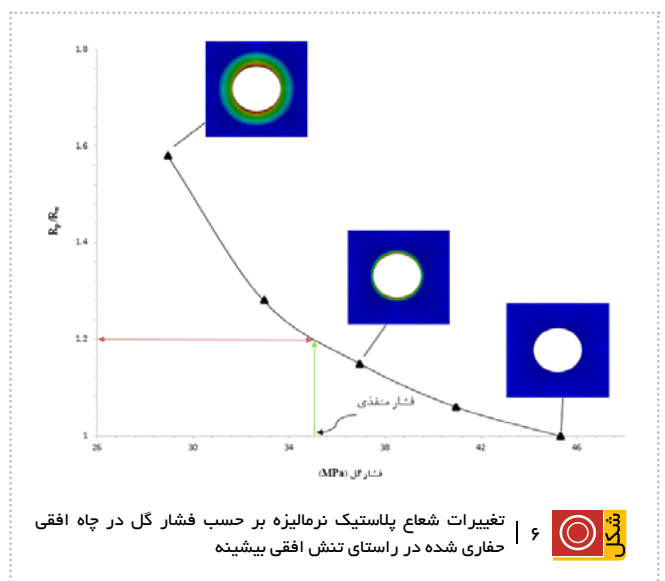 1.8
1.6
1.4
1.2
1
R_p/R_w
26
30
34
38
42
46
فشار منفذی
فشار گل (MPa)
شکل ۶
تغییرات شعاع پلاستیک نرمالیزه بر حسب فشار گل در چاه افقی
حفاری شده در راستای تنش افقی بیشینه